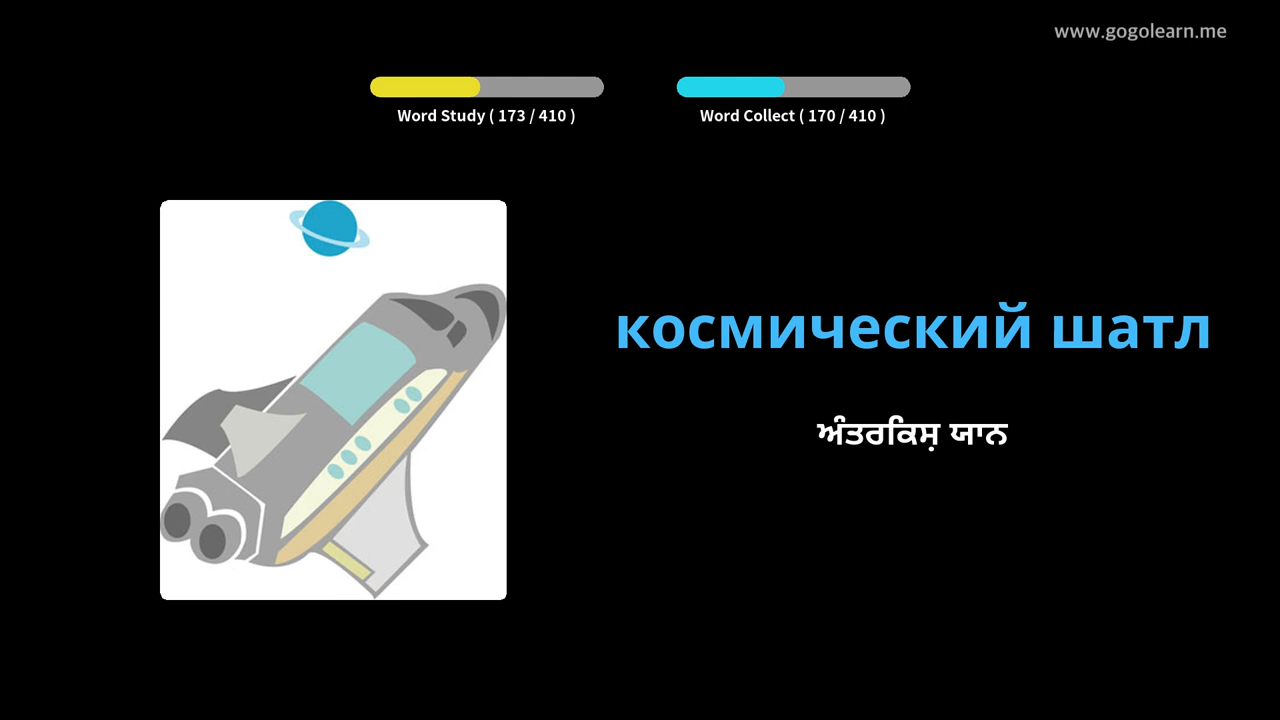 www.gogolearn.me
Word Study ( 173 / 410 )
Word Collect ( 170 / 410 )
космический шатл
ਅੰਤਰਕਿਸ਼ ਯਾਨ